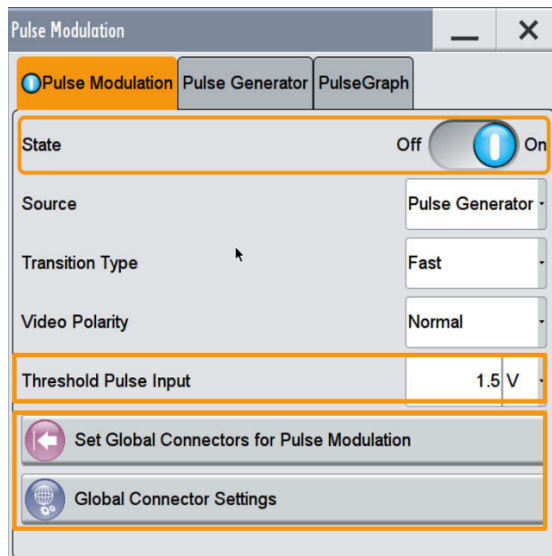 Pulse Modulation
Pulse Modulation Pulse Generator PulseGraph
State Off On
Source Pulse Generator
Transition Type Fast
Video Polarity Normal
Threshold Pulse Input 1.5 V
Set Global Connectors for Pulse Modulation
Global Connector Settings